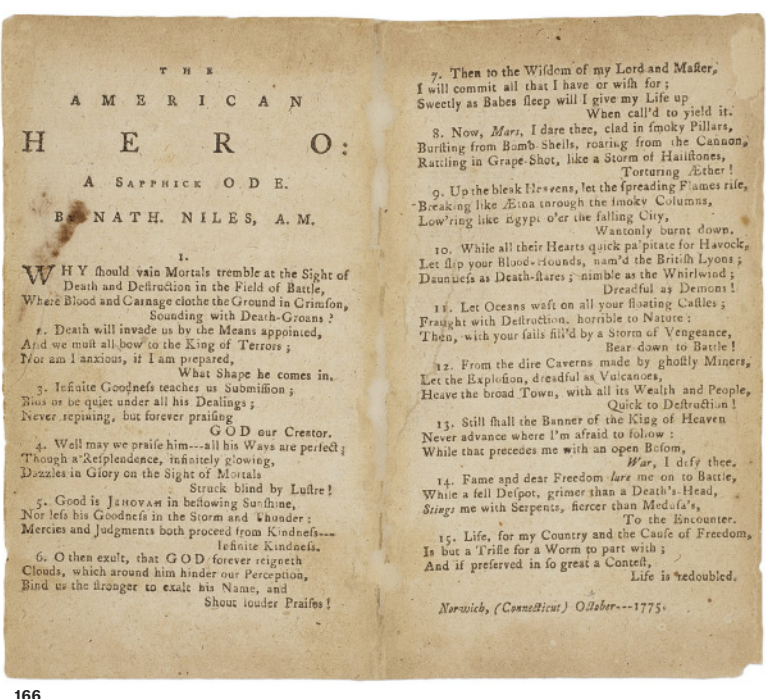 THE
AMERICAN
HERO:
A SAPPHICK ODE.
By NATH. NILES, A. M.
1.
WHY ſhould vain Mortals tremble at the Sight of
Death and Deſtruction in the Field of Battle,
Where Blood and Carnage clothe the Ground in Crimſon,
Sounding with Death-Groans?
2. Death will invade us by the Means appointed,
And we muſt all bow to the King of Terrors;
Nor am I anxious, if I am prepared,
What Shape he comes in.
3. Infinite Goodneſs teaches us Submiſſion;
Bids us be quiet under all his Dealings;
Never repining, but forever praiſing
GOD our Creator.
4. Well may we praiſe him---all his Ways are perfect;
Though a Reſplendence, infinitely glowing,
Dazzles in Glory on the Sight of Mortals
Struck blind by Luſtre!
5. Good is JEHOVAH in beſtowing Sunſhine,
Nor leſs his Goodneſs in the Storm and Thunder:
Mercies and Judgments both proceed from Kindneſs---
Infinite Kindneſs.
6. O then exult, that GOD forever reigneth
Clouds, which around him hinder our Perception,
Bind us the ſtronger to exalt his Name, and
Shout louder Praiſes!
7. Then to the Wiſdom of my Lord and Maſter,
I will commit all that I have or wiſh for;
Sweetly as Babes ſleep will I give my Life up
When call'd to yield it.
8. Now, Mars, I dare thee, clad in ſmoky Pillars,
Burſting from Bomb-Shells, roaring from the Cannon,
Rattling in Grape-Shot, like a Storm of Hailſtones,
Torturing Æther!
9. Up the bleak Heavens, let the ſpreading Flames riſe,
Breaking like Ætna through the ſmoky Columns,
Low'ring like Egypt o'er the falling City,
Wantonly burnt down.
10. While all their Hearts quick palpitate for Havock,
Let ſlip your Blood-Hounds, nam'd the Britiſh Lyons;
Dauntleſs as Death-ſtares; nimble as the Whirlwind;
Dreadful as Demons!
11. Let Oceans waft on all your floating Caſtles;
Fraught with Deſtruction, horrible to Nature:
Then, with your ſails fill'd by a Storm of Vengeance,
Bear down to Battle!
12. From the dire Caverns made by ghoſtly Miners,
Let the Exploſion, dreadful as Vulcanoes,
Heave the broad Town, with all its Wealth and People,
Quick to Deſtruction!
13. Still ſhall the Banner of the King of Heaven
Never advance where I'm afraid to follow:
While that precedes me with an open Boſom,
War, I defy thee.
14. Fame and dear Freedom lure me on to Battle,
While a fell Deſpot, grimer than a Death's-Head,
Stings me with Serpents, fiercer than Meduſa's,
To the Encounter.
15. Life, for my Country and the Cauſe of Freedom,
Is but a Trifle for a Worm to part with;
And if preſerved in ſo great a Conteſt,
Life is redoubled.
Norwich, (Connecticut) October---1775.
166